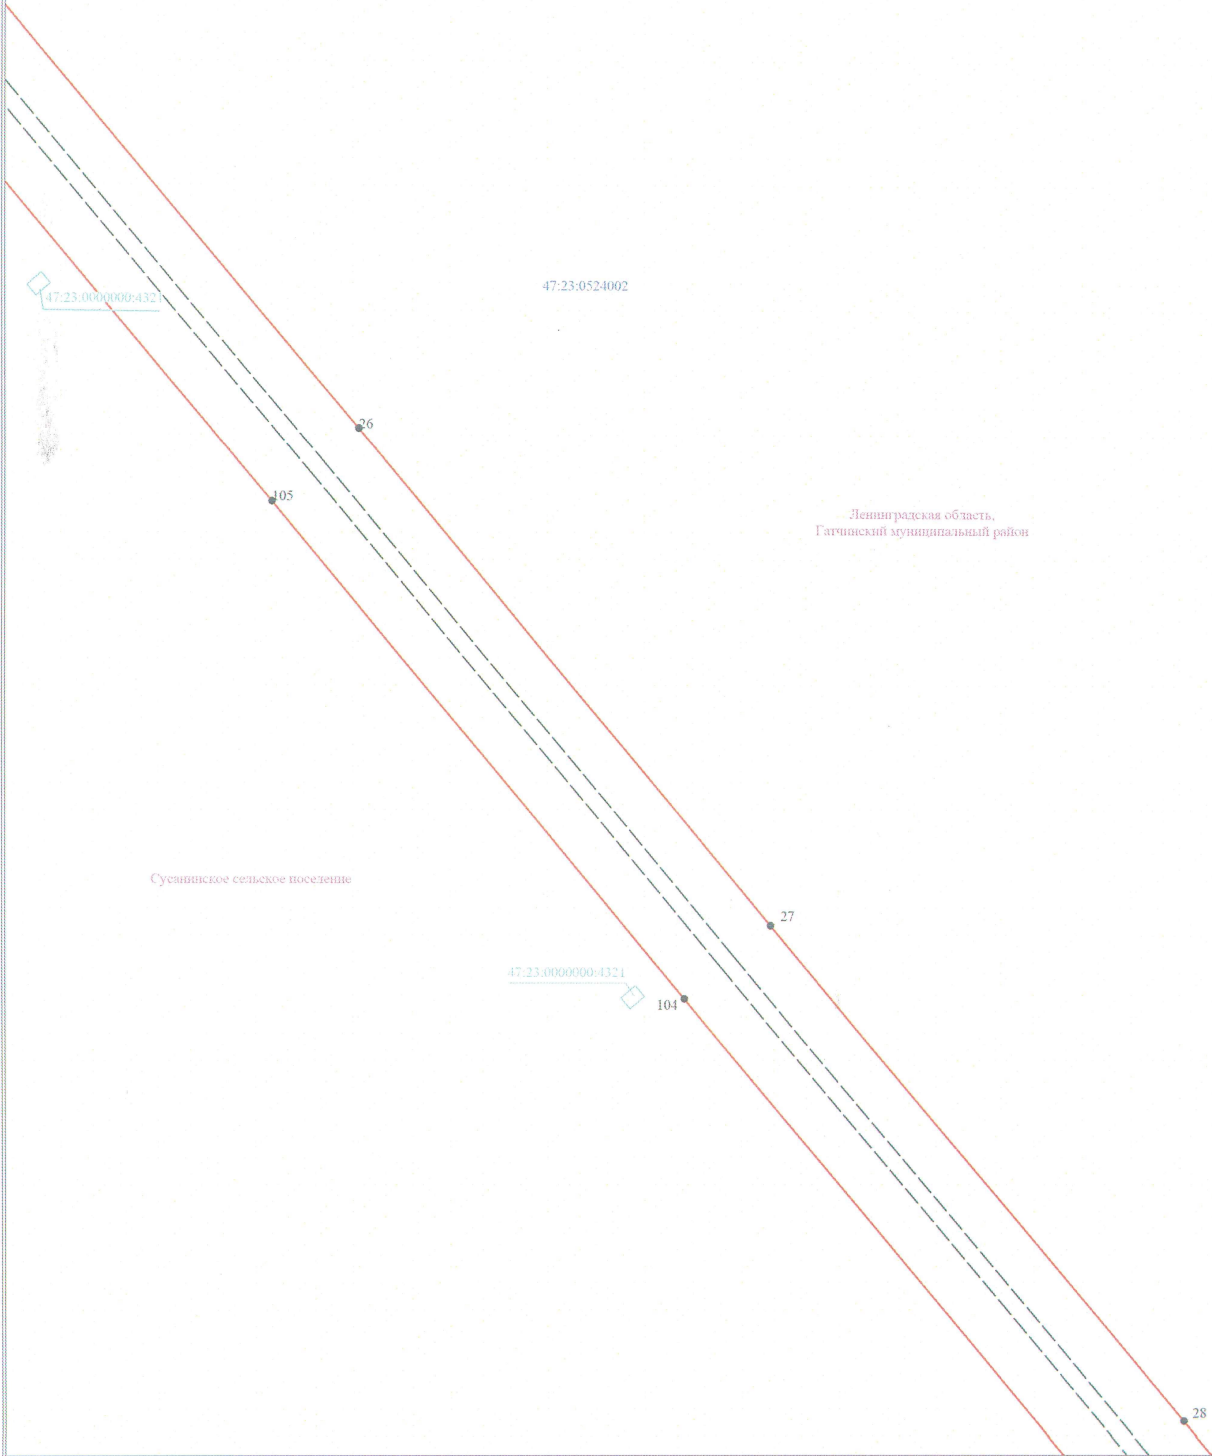 47:23:0524002
47:23:0000000:4321
26
105
Ленинградская область,
Гатчинский муниципальный район
Сусанинское сельское поселение
27
47:23:0000000:4321
104
28